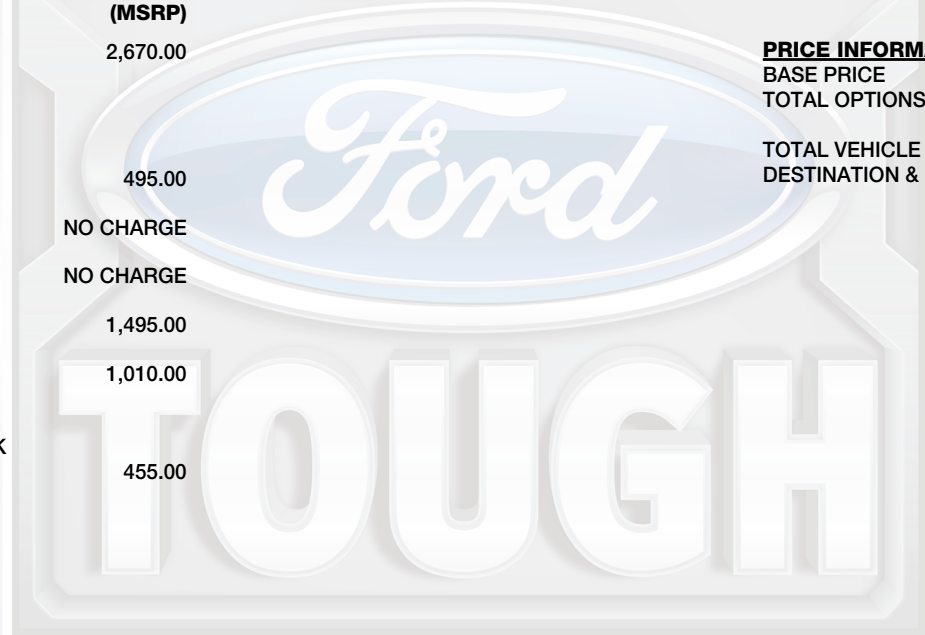 (MSRP)
2,670.00
495.00
NO CHARGE
NO CHARGE
1,495.00
1,010.00
K
455.00
PRICE INFORMA
BASE PRICE
TOTAL OPTIONS
TOTAL VEHICLE
DESTINATION &
Ford
TOUGH